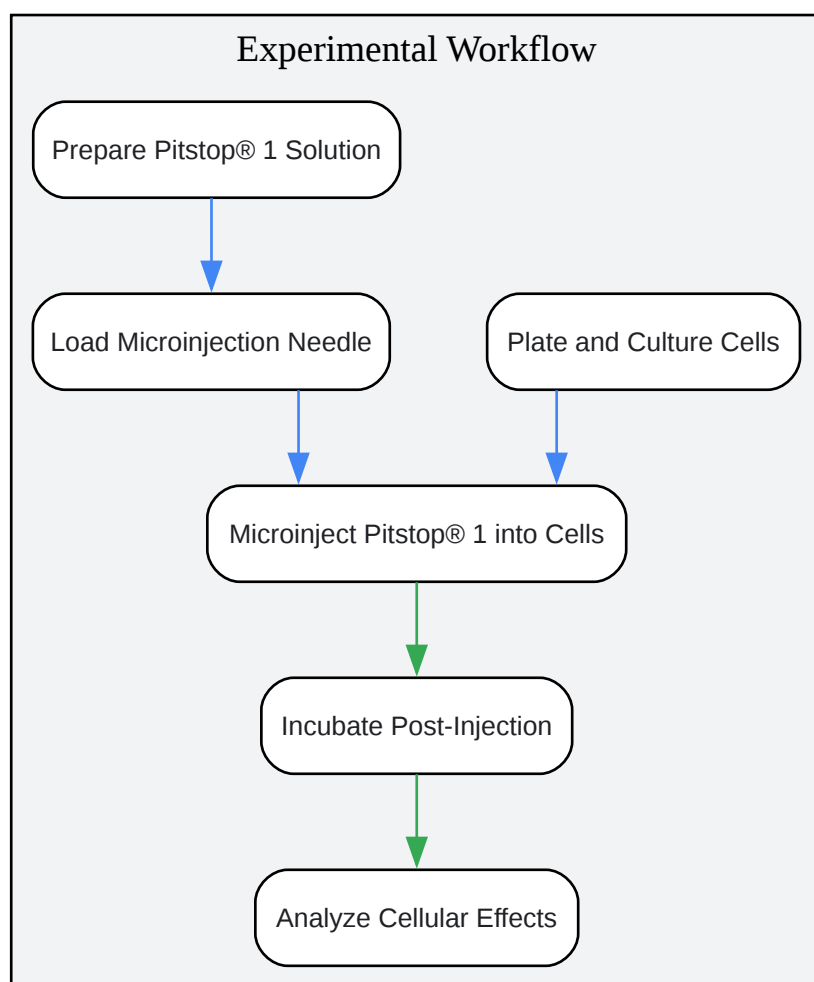 Experimental Workflow
Prepare Pitstop® 1 Solution
Load Microinjection Needle
Plate and Culture Cells
Microinject Pitstop® 1 into Cells
Incubate Post-Injection
Analyze Cellular Effects